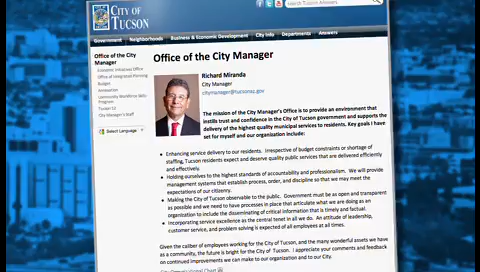 CITY OF
TUCSON
Search Tucson Answers
Government Neighborhoods Business & Economic Development City Info Departments Answers
Office of the City
Manager
Economic Initiatives Office
Office of Integrated Planning
Budget
Annexation
Community Workforce Jobs
Program
Tucson 12
City Manager's Staff
Select Language
Office of the City Manager
Richard Miranda
City Manager
citymanager@tucsonaz.gov
The mission of the City Manager's Office is to provide an environment that
instills trust and confidence in the City of Tucson government and supports the
delivery of the highest quality municipal services to residents. Key goals I have
set for myself and our organization include:
• Enhancing service delivery to our residents. Irrespective of budget constraints or shortage of
staffing, Tucson residents expect and deserve quality public services that are delivered efficiently
and effectively.
• Holding ourselves to the highest standards of accountability and professionalism. We will provide
management systems that establish process, order, and discipline so that we may meet the
expectations of our citizenry.
• Making the City of Tucson observable to the public. Government must be as open and transparent
as possible and we need to have processes in place that articulate what we are doing as an
organization to include the disseminating of critical information that is timely and factual.
• Incorporating service excellence as the central tenet in all we do. An attitude of leadership,
customer service, and problem solving is expected of all employees at all times.
Given the caliber of employees working for the City of Tucson, and the many wonderful assets we have
as a community, the future is bright for the City of Tucson. I appreciate your comments and feedback
on continued improvements we can make to our organization and to our City.